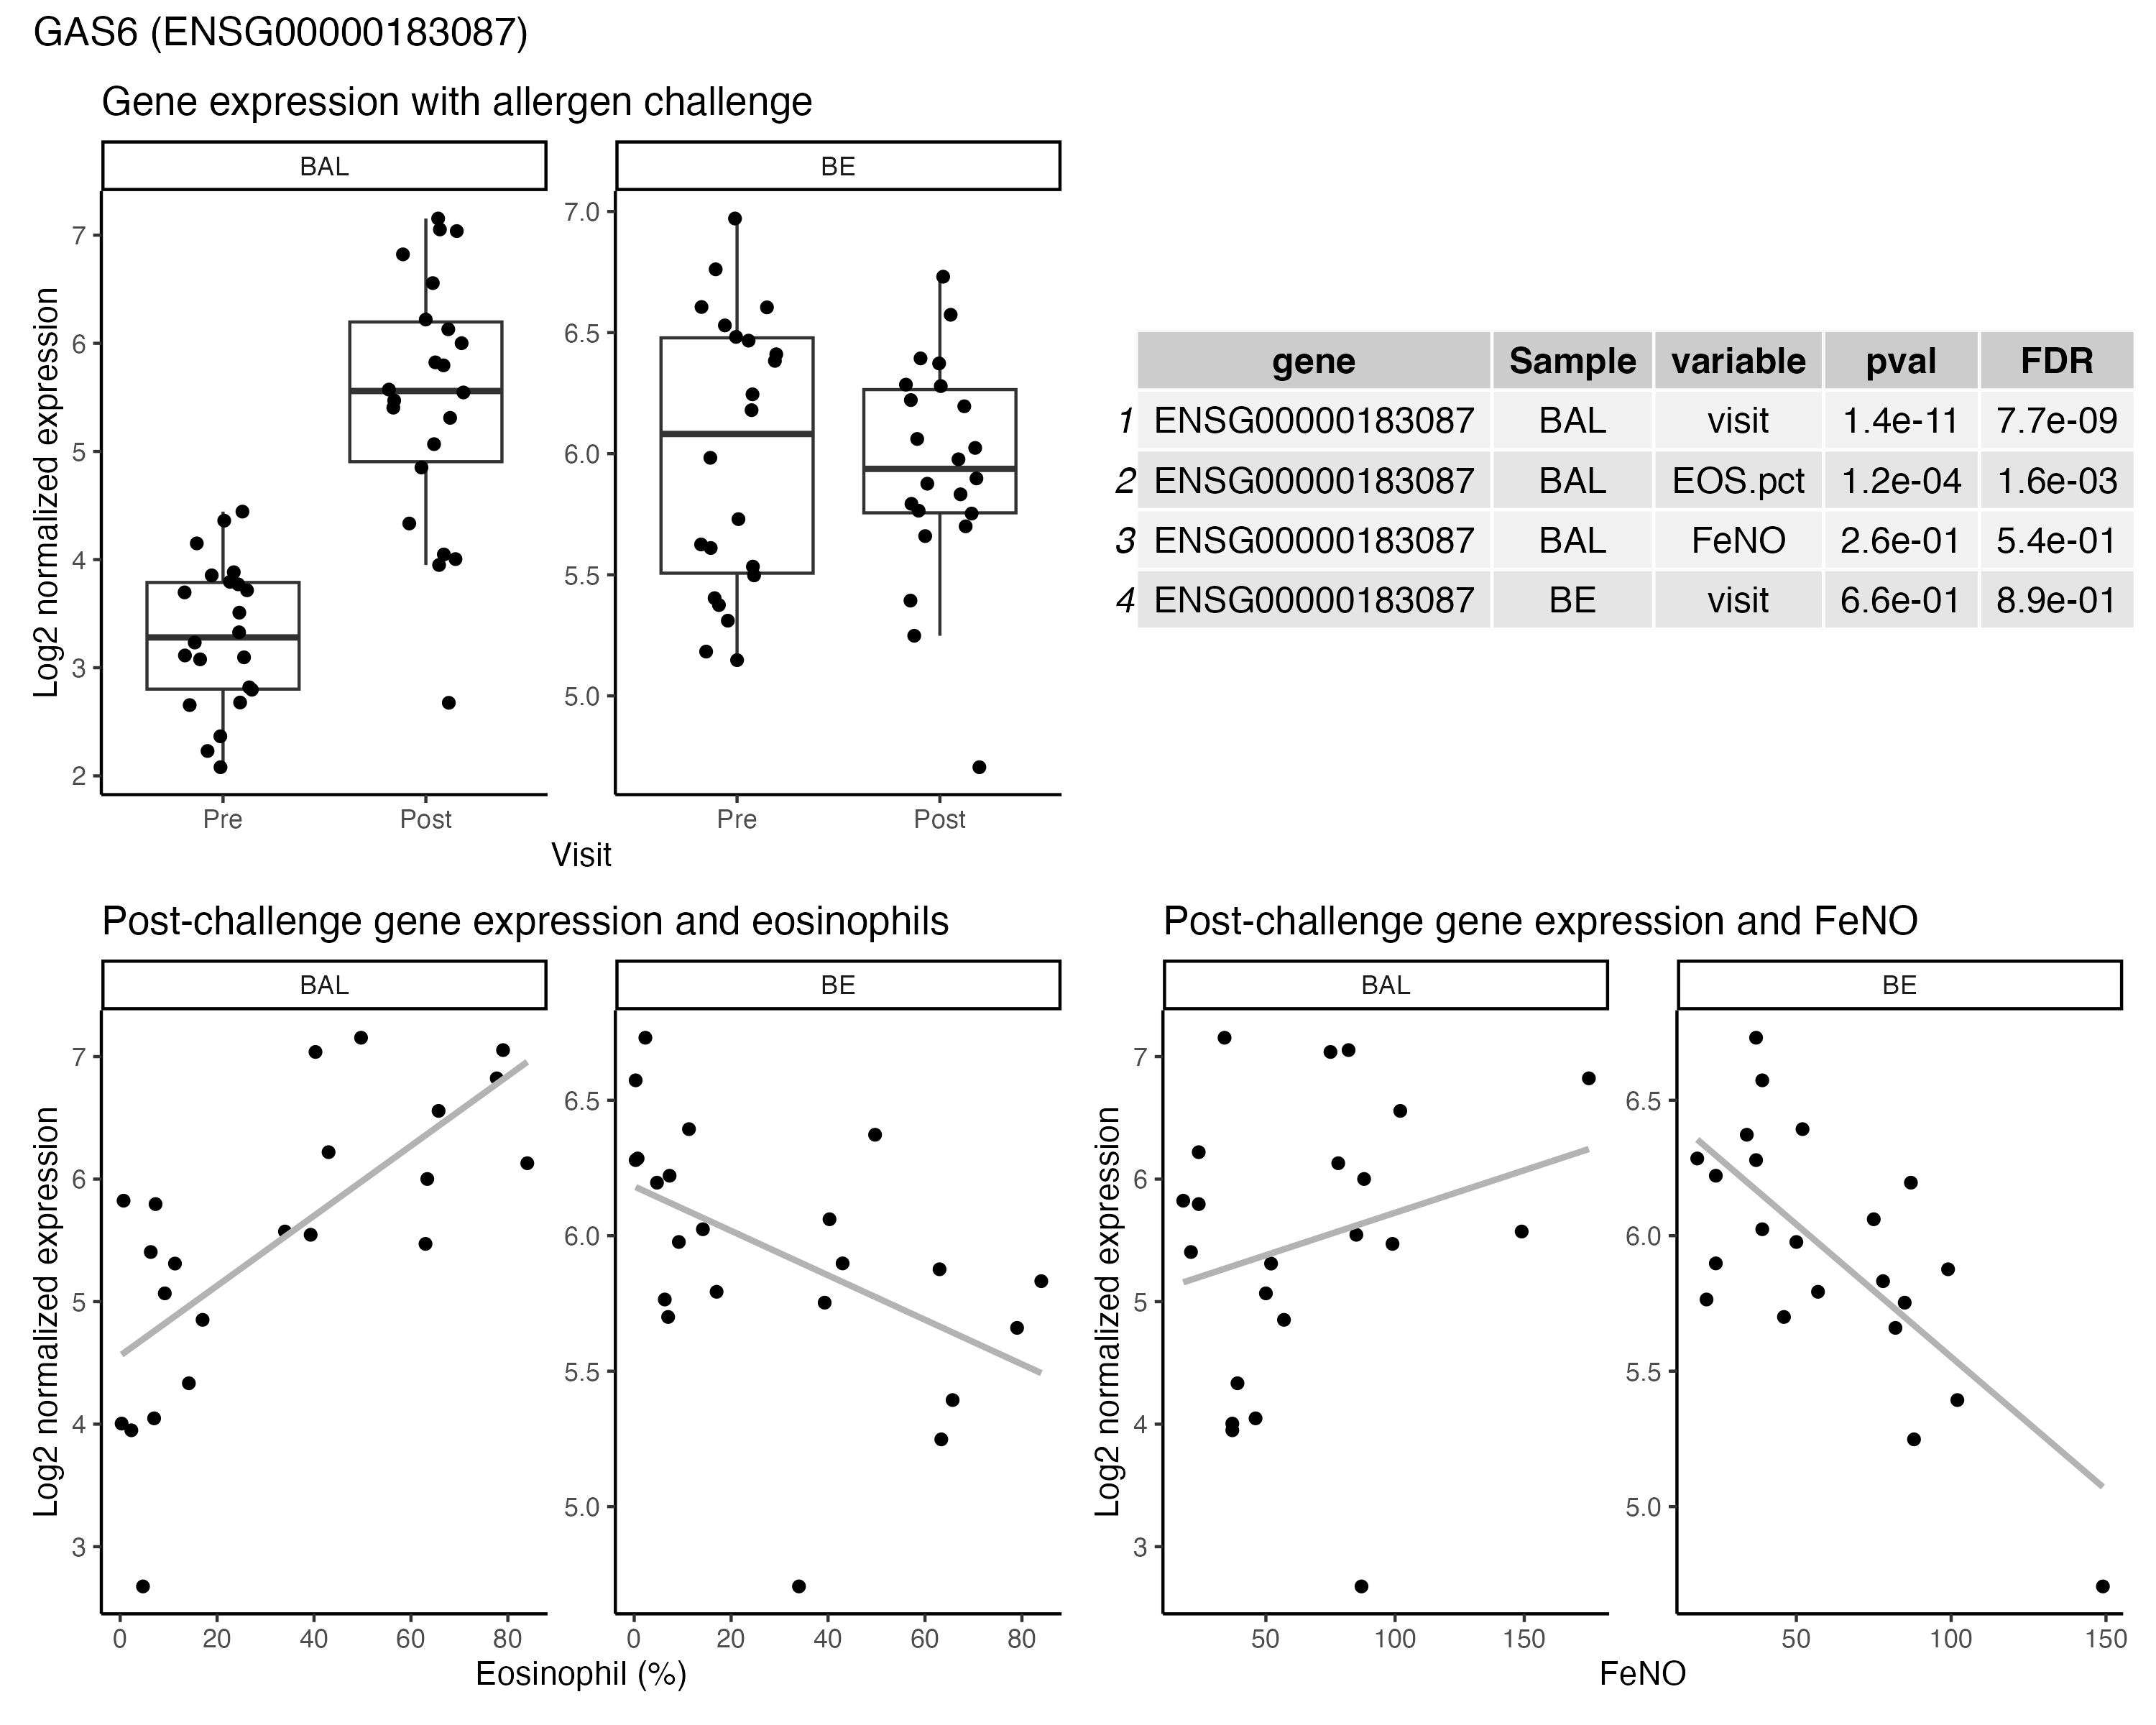 GAS6 (ENSG00000183087)
Gene expression with allergen challenge
BAL
BE
Log2 normalized expression
7
6
5
4
3
2
7.0
6.5
6.0
5.5
5.0
Pre
Post
Pre
Post
Visit
gene Sample variable pval FDR
1 ENSG00000183087 BAL visit 1.4e-11 7.7e-09
2 ENSG00000183087 BAL EOS.pct 1.2e-04 1.6e-03
3 ENSG00000183087 BAL FeNO 2.6e-01 5.4e-01
4 ENSG00000183087 BE visit 6.6e-01 8.9e-01
Post-challenge gene expression and eosinophils
BAL
BE
Log2 normalized expression
7
6
5
4
3
6.5
6.0
5.5
5.0
0 20 40 60 80
0 20 40 60 80
Eosinophil (%)
Post-challenge gene expression and FeNO
BAL
BE
Log2 normalized expression
7
6
5
4
3
6.5
6.0
5.5
5.0
50 100 150
50 100 150
FeNO